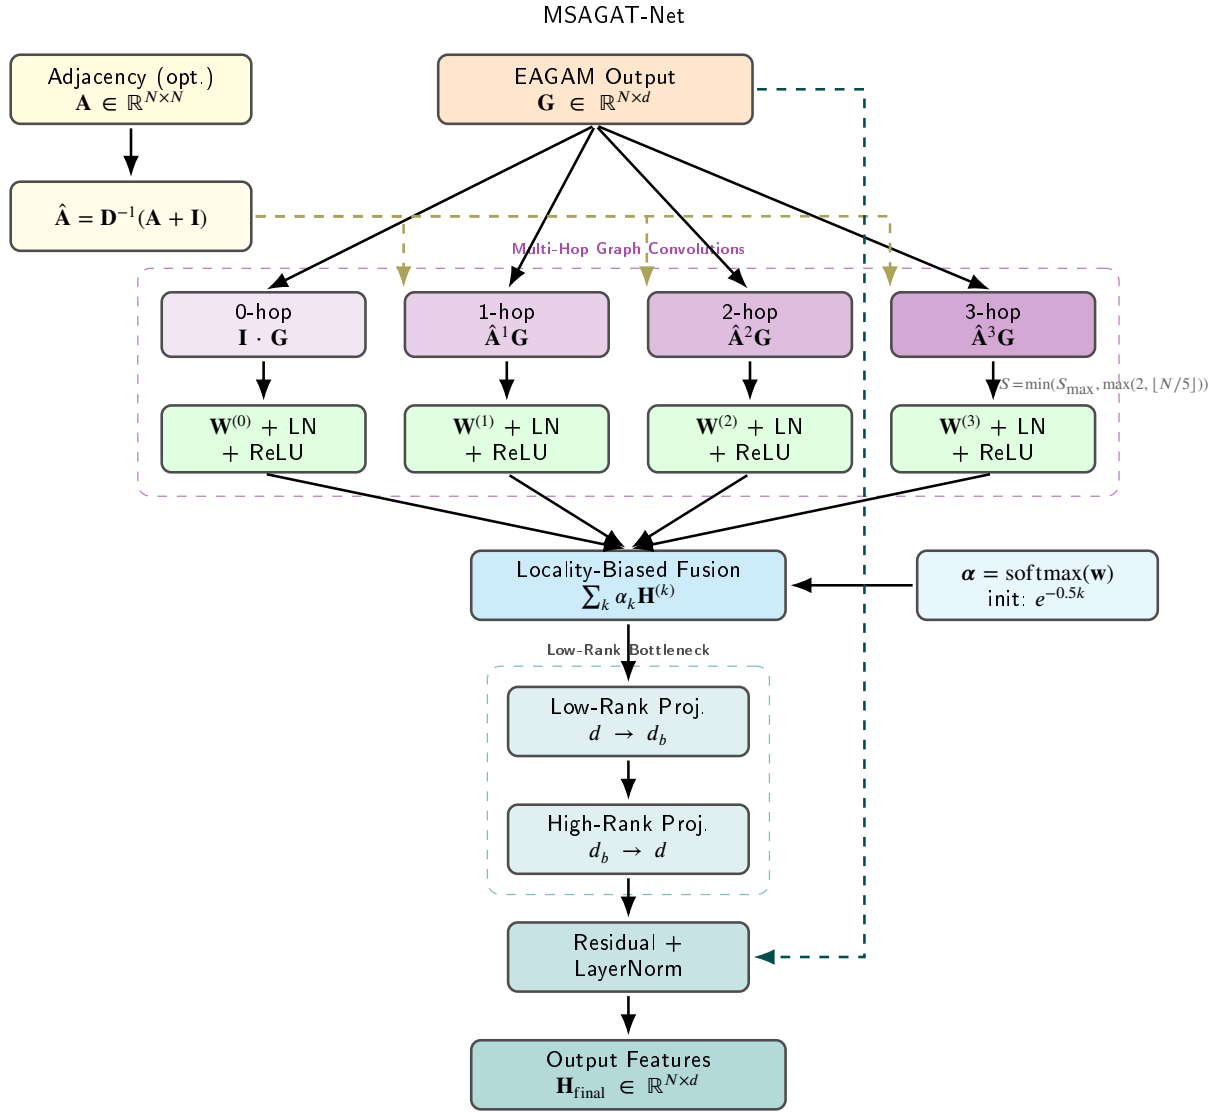 MSAGAT-Net
Adjacency (opt.)
𝐀 ∈ ℝ^{N×N}
EAGAM Output
𝐆 ∈ ℝ^{N×d}
𝐀̂ = 𝐃^{−1}(𝐀 + 𝐈)
Multi-Hop Graph Convolutions
0-hop
𝐈 · 𝐆
1-hop
𝐀̂^1𝐆
2-hop
𝐀̂^2𝐆
3-hop
𝐀̂^3𝐆
S = min(S_max, max(2, ⌊N/5⌋))
𝐖^{(0)} + LN
+ ReLU
𝐖^{(1)} + LN
+ ReLU
𝐖^{(2)} + LN
+ ReLU
𝐖^{(3)} + LN
+ ReLU
Locality-Biased Fusion
∑_k α_k𝐇^{(k)}
𝛂 = softmax(𝐰)
init: e^{−0.5k}
Low-Rank Bottleneck
Low-Rank Proj.
d → d_b
High-Rank Proj.
d_b → d
Residual +
LayerNorm
Output Features
𝐇_final ∈ ℝ^{N×d}